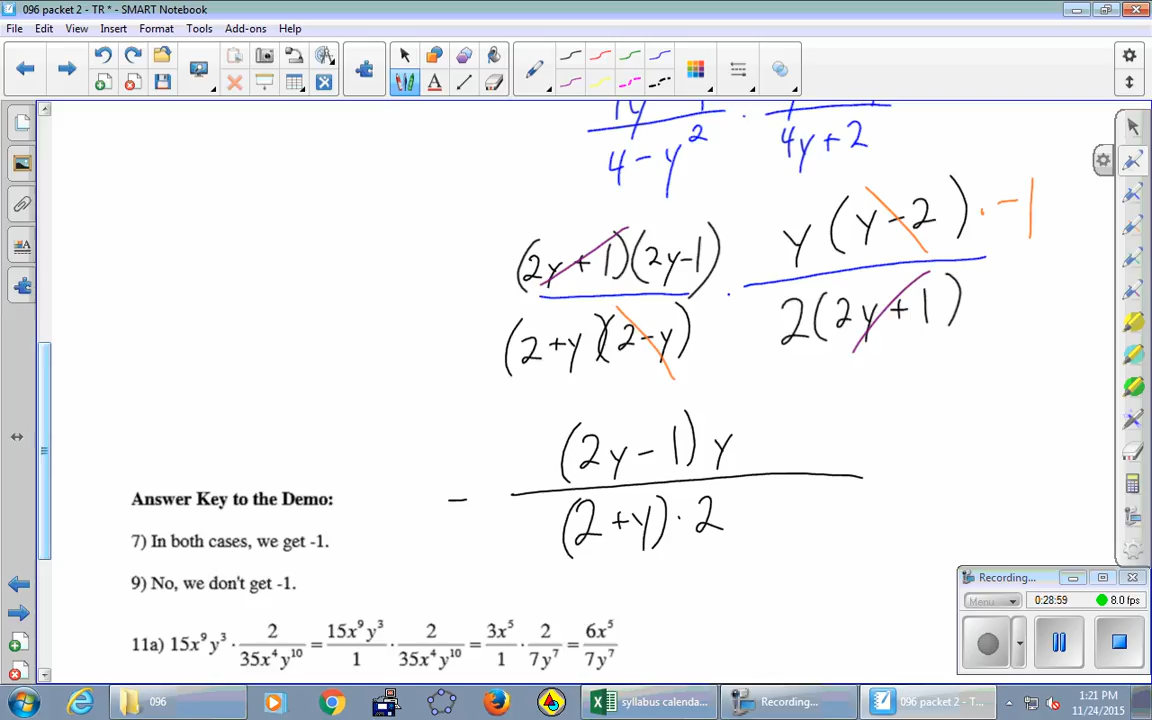 096 packet 2 - TR * - SMART Notebook
File Edit View Insert Format Tools Add-ons Help
4 - y² 4y + 2
(2y + 1)(2y - 1) · y(y - 2) · -1
(2 + y)(2 - y) 2(2y + 1)
- (2y - 1) y
(2 + y) · 2
Answer Key to the Demo:
7) In both cases, we get -1.
9) No, we don't get -1.
11a) 15x⁹y³ · 2/35x⁴y¹⁰ = 15x⁹y³/1 · 2/35x⁴y¹⁰ = 3x⁵/1 · 2/7y⁷ = 6x⁵/7y⁷
Recording...
Menu 0:28:59 8.0 fps
096 syllabus calenda... Recording... 096 packet 2 - T... 1:21 PM
11/24/2015